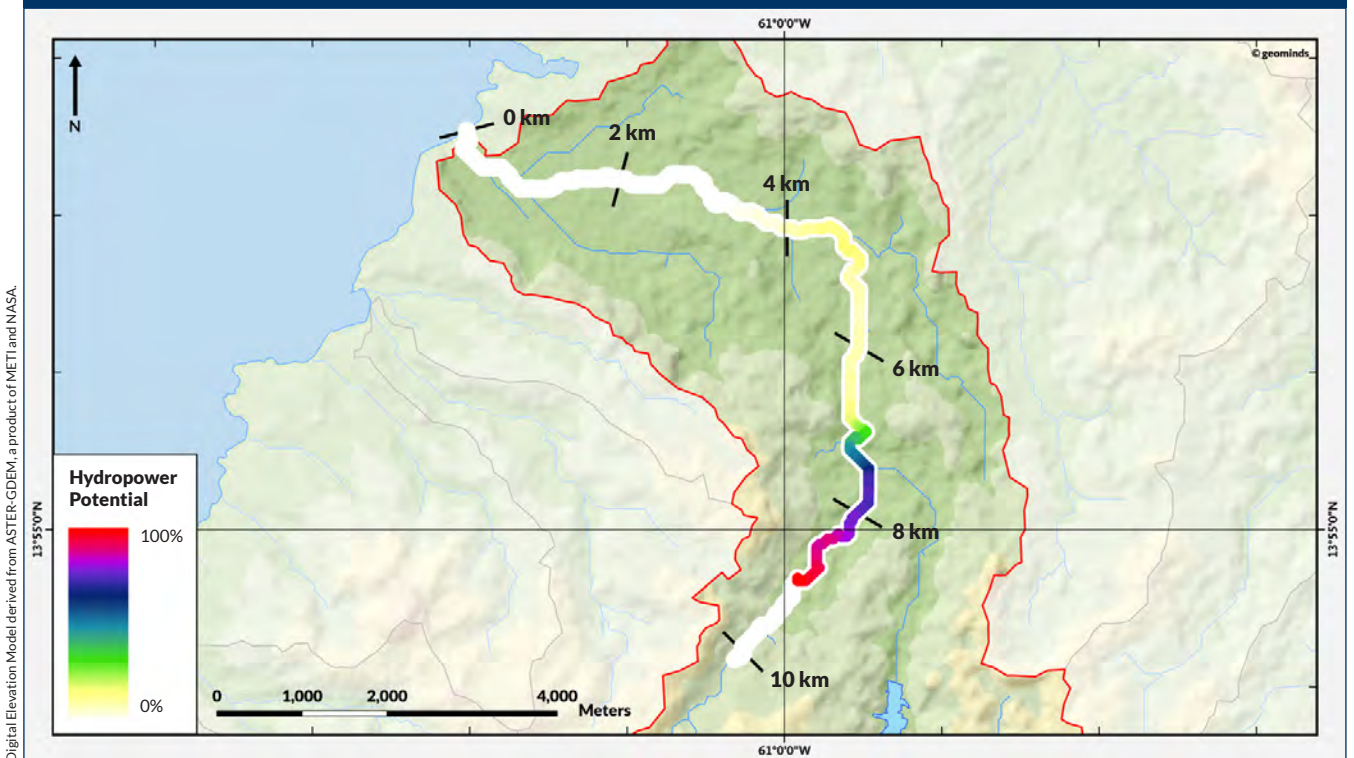 61°0'0"W
© geominds
N
0 km
2 km
4 km
6 km
8 km
10 km
Hydropower
Potential
100%
0%
0 1,000 2,000 4,000
Meters
13°55'0"N
13°55'0"N
61°0'0"W
Digital Elevation Model derived from ASTER-GDEM, a product of METI and NASA.